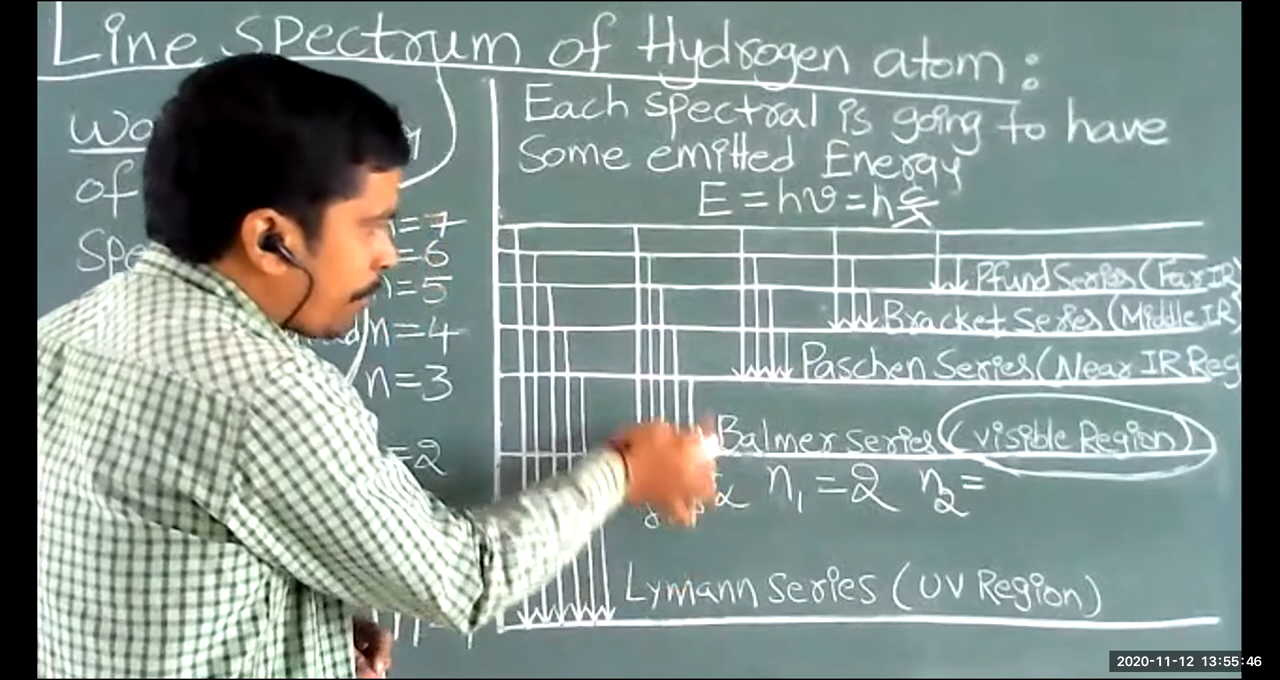 Line spectrum of Hydrogen atom:
of
Each spectral is going to have
Some emitted Energy
E = hν = h c/λ
n=7
=6
n=5
n=4
n=3
=2
Pfund Series (Far IR)
Bracket Series (Middle IR)
Paschen Series (Near IR Reg
Balmer series (visible Region)
α n₁ = 2 n₂ =
Lymann series (UV Region)
2020-11-12 13:55:46